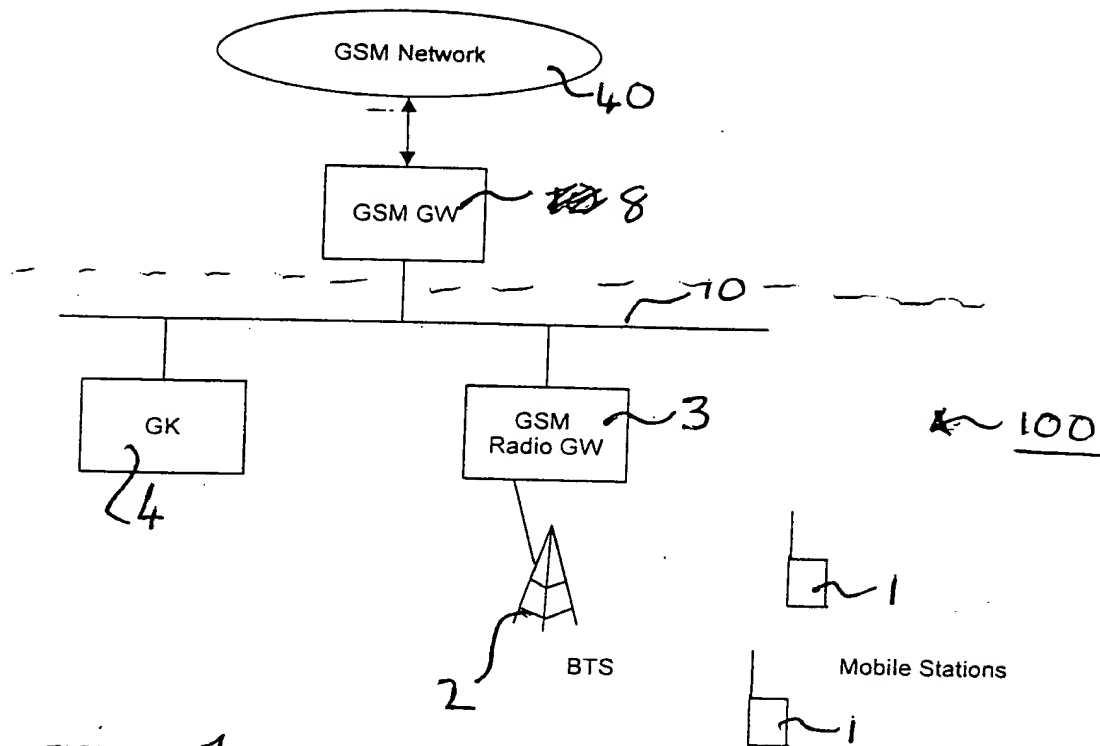 GSM Network
40
GSM GW
8
10
GK
4
GSM
Radio GW
3
100
1
2
BTS
Mobile Stations
1